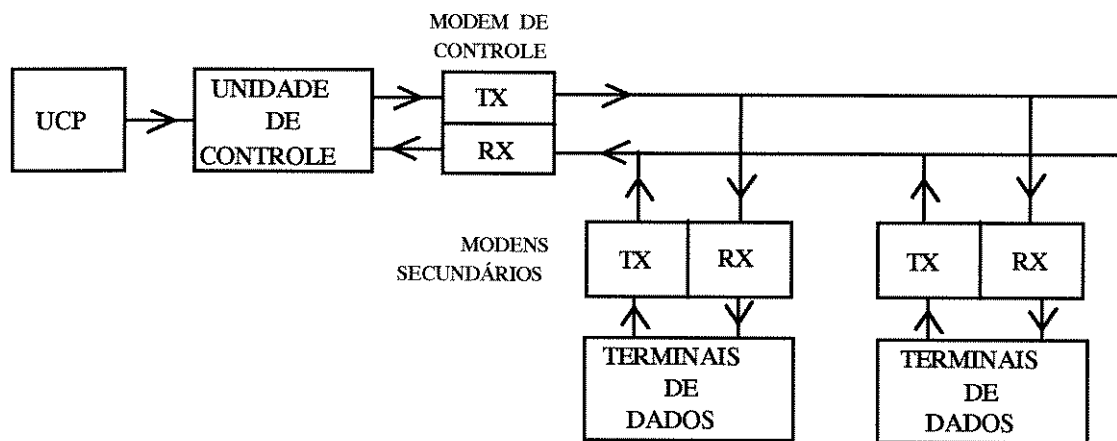 MODEM DE
CONTROLE
UCP
UNIDADE
DE
CONTROLE
TX
RX
MODENS
SECUNDÁRIOS
TX
RX
TX
RX
TERMINAIS
DE
DADOS
TERMINAIS
DE
DADOS